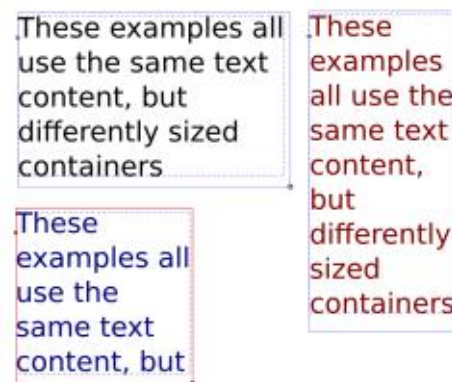 These examples all
use the same text
content, but
differently sized
containers
These
examples
all use the
same text
content,
but
differently
sized
containers
These
examples all
use the
same text
content, but